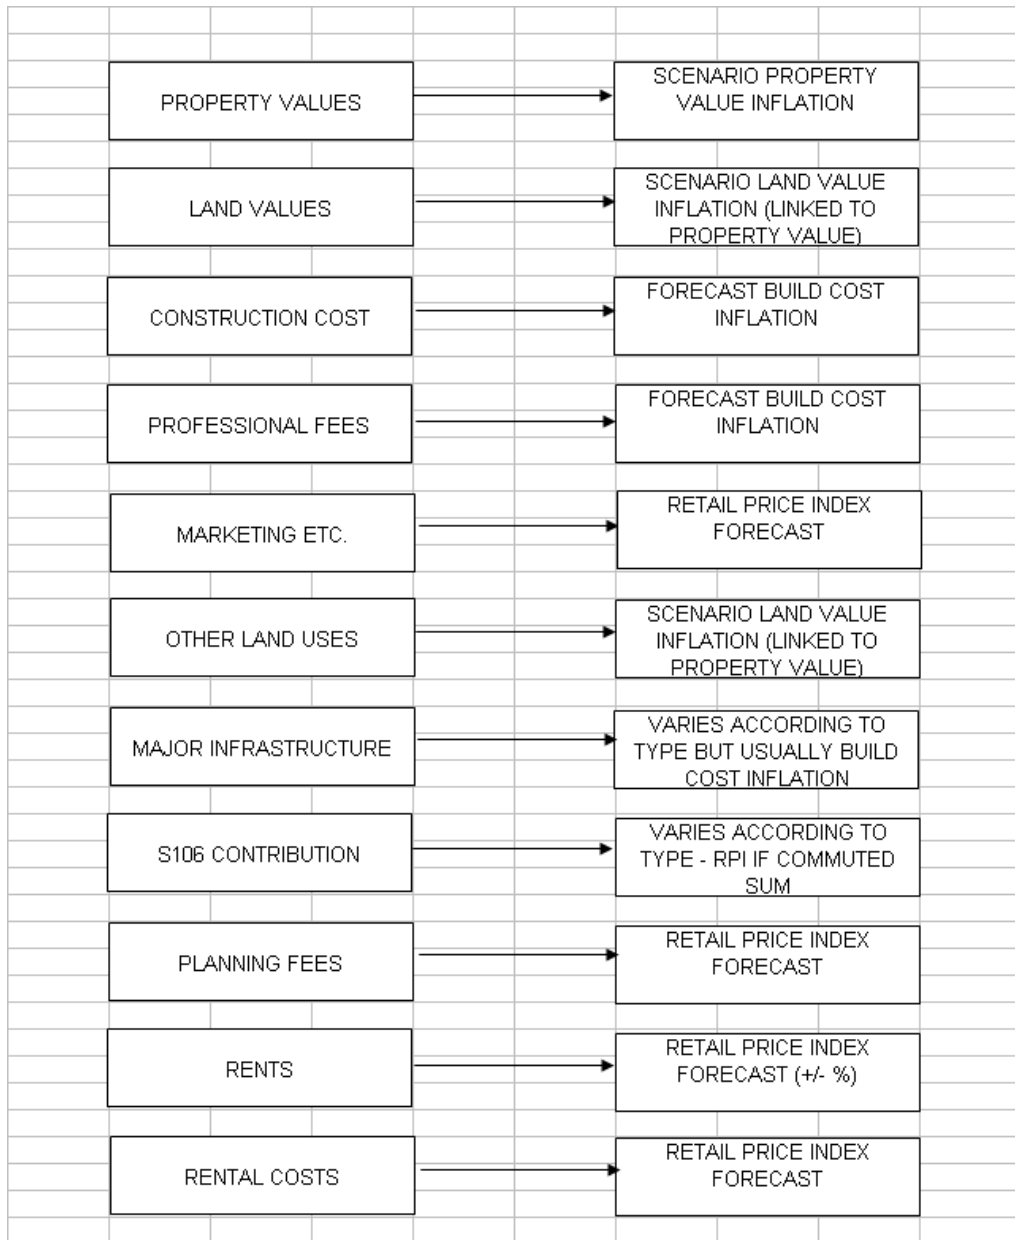 PROPERTY VALUES
SCENARIO PROPERTY
VALUE INFLATION
LAND VALUES
SCENARIO LAND VALUE
INFLATION (LINKED TO
PROPERTY VALUE)
CONSTRUCTION COST
FORECAST BUILD COST
INFLATION
PROFESSIONAL FEES
FORECAST BUILD COST
INFLATION
MARKETING ETC.
RETAIL PRICE INDEX
FORECAST
OTHER LAND USES
SCENARIO LAND VALUE
INFLATION (LINKED TO
PROPERTY VALUE)
MAJOR INFRASTRUCTURE
VARIES ACCORDING TO
TYPE BUT USUALLY BUILD
COST INFLATION
S106 CONTRIBUTION
VARIES ACCORDING TO
TYPE - RPI IF COMMUTED
SUM
PLANNING FEES
RETAIL PRICE INDEX
FORECAST
RENTS
RETAIL PRICE INDEX
FORECAST (+/- %)
RENTAL COSTS
RETAIL PRICE INDEX
FORECAST